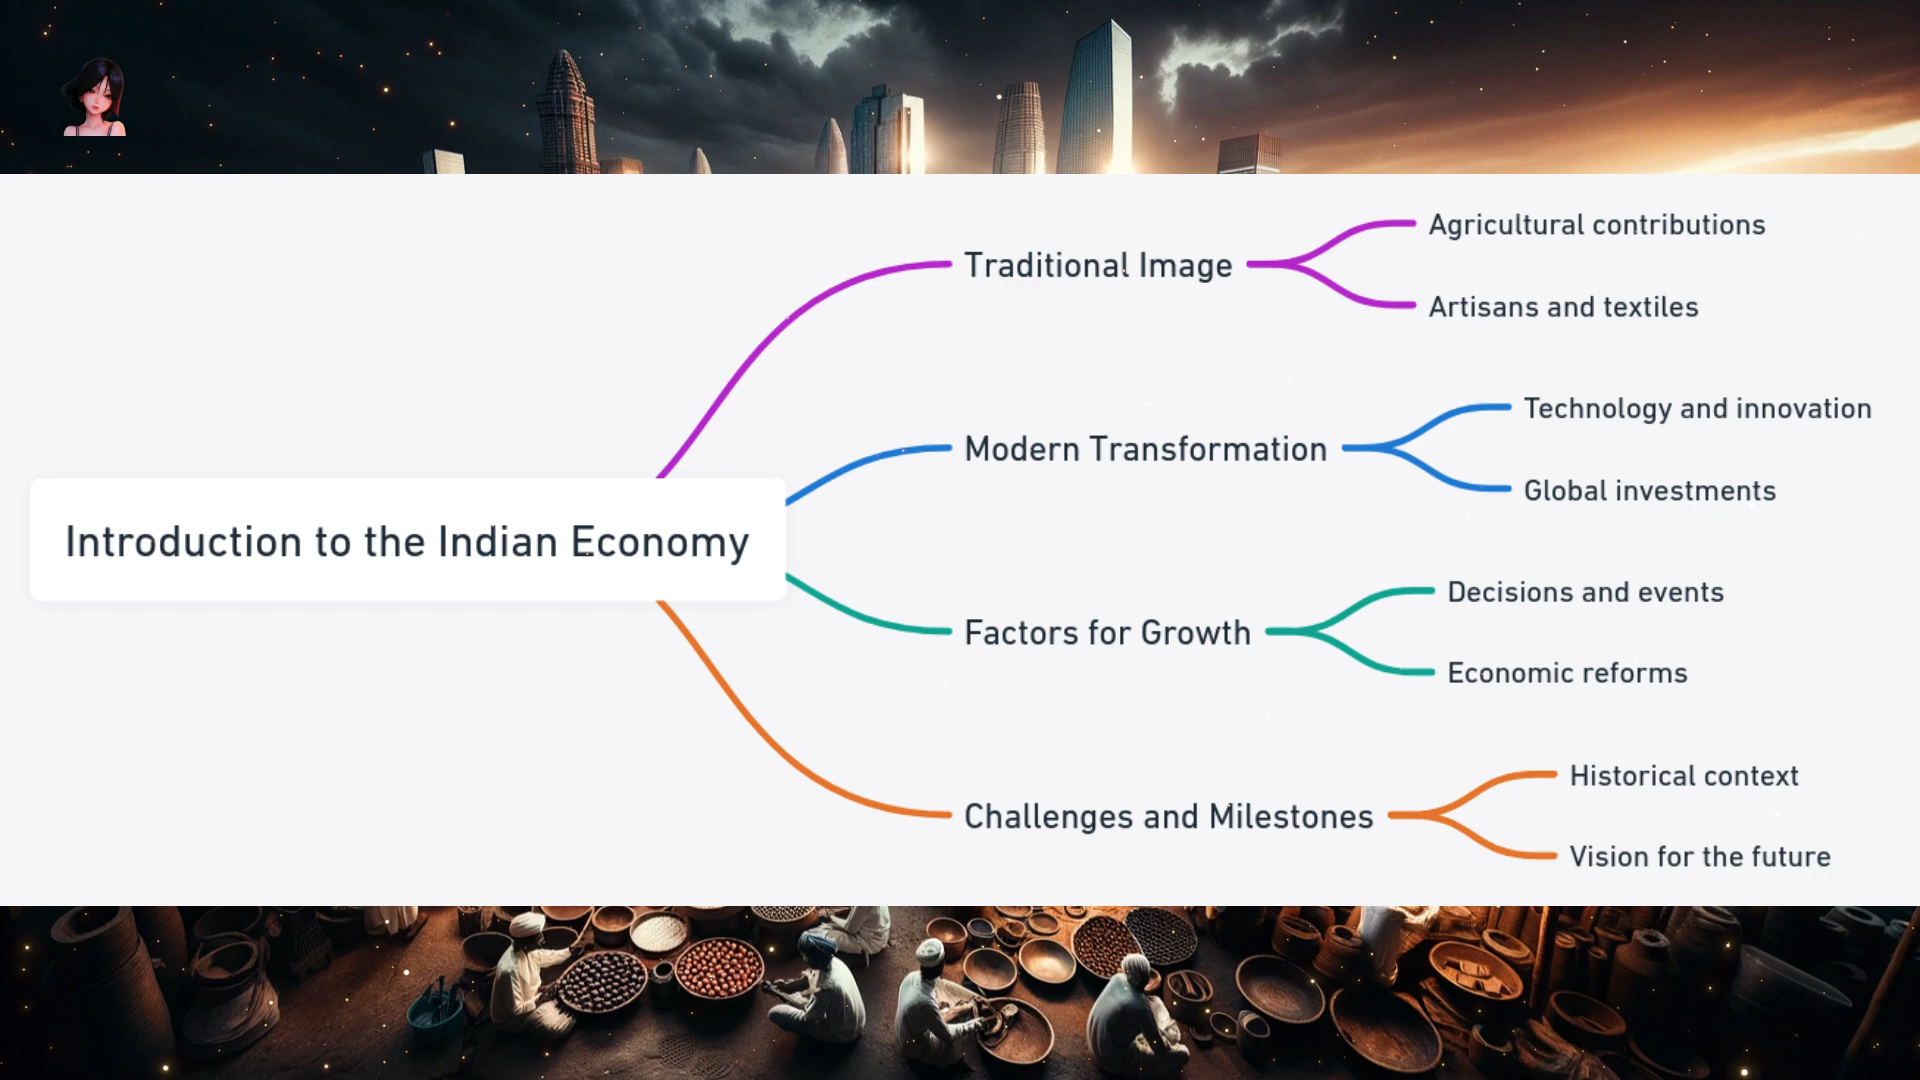 Introduction to the Indian Economy
Traditional Image
Agricultural contributions
Artisans and textiles
Modern Transformation
Technology and innovation
Global investments
Factors for Growth
Decisions and events
Economic reforms
Challenges and Milestones
Historical context
Vision for the future